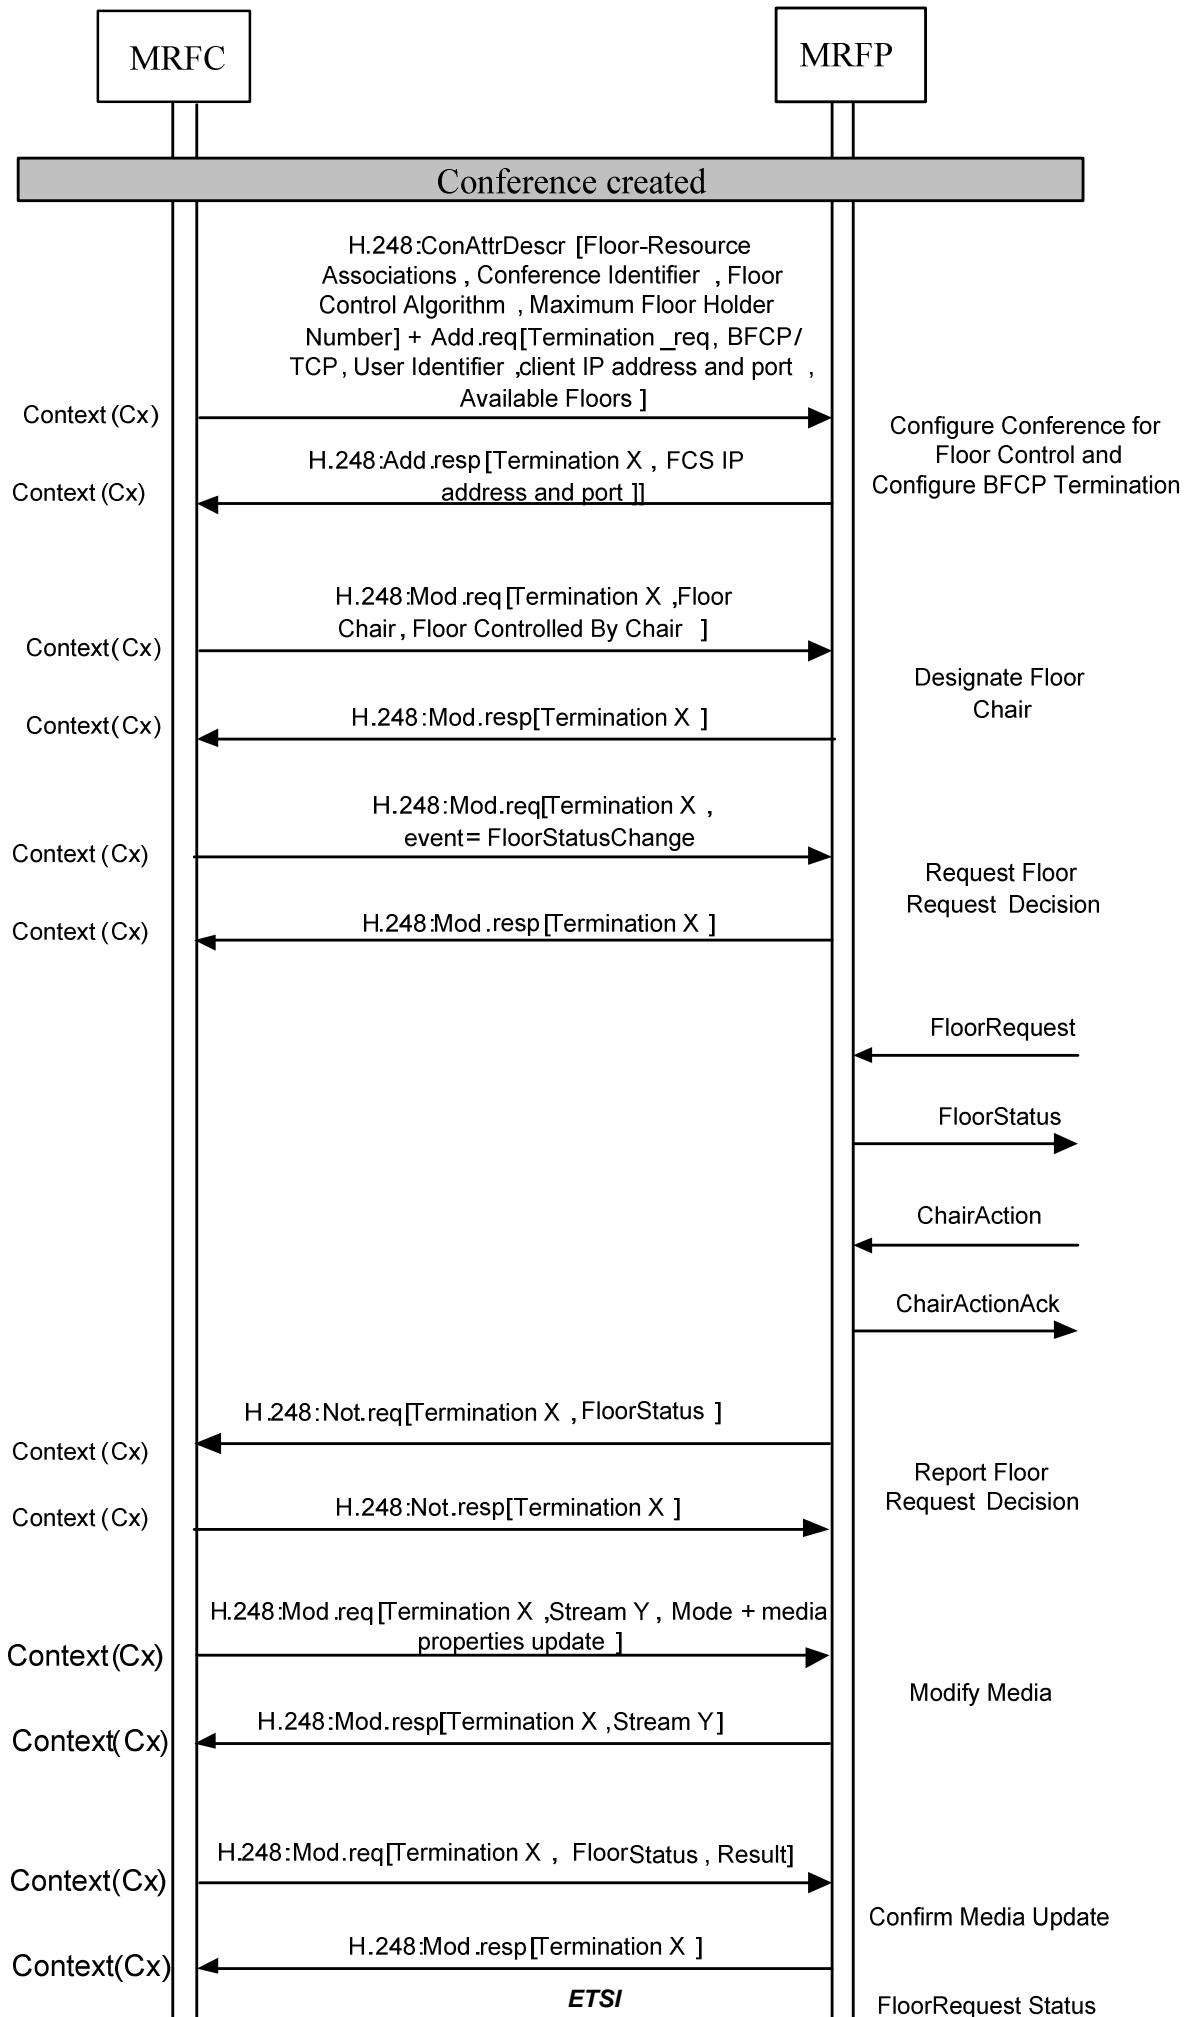 MRFC
MRFP
Conference created
H.248:ConAttrDescr [Floor-Resource
Associations, Conference Identifier , Floor
Control Algorithm , Maximum Floor Holder
Number] + Add.req[Termination_req, BFCP/
TCP, User Identifier ,client IP address and port ,
Available Floors ]
Context (Cx)
Configure Conference for
Floor Control and
Configure BFCP Termination
H.248:Add.resp [Termination X , FCS IP
address and port ]]
Context (Cx)
H.248:Mod.req [Termination X ,Floor
Chair, Floor Controlled By Chair ]
Context(Cx)
Designate Floor
Chair
H.248:Mod.resp[Termination X ]
Context(Cx)
H.248:Mod.req[Termination X ,
event= FloorStatusChange
Context (Cx)
Request Floor
Request Decision
H.248:Mod.resp [Termination X ]
Context (Cx)
FloorRequest
FloorStatus
ChairAction
ChairActionAck
H.248:Not.req[Termination X , FloorStatus ]
Context (Cx)
Report Floor
Request Decision
H.248:Not.resp[Termination X ]
Context (Cx)
H.248:Mod.req [Termination X ,Stream Y , Mode + media
properties update ]
Context(Cx)
Modify Media
H.248:Mod.resp[Termination X ,Stream Y]
Context(Cx)
H.248:Mod.req[Termination X , FloorStatus , Result]
Context(Cx)
Confirm Media Update
H.248:Mod.resp[Termination X ]
Context(Cx)
ETSI
FloorRequest Status